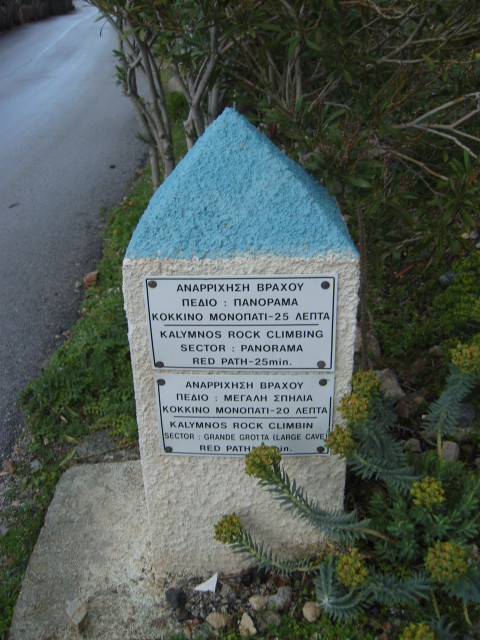 ΑΝΑΡΡΙΧΗΣΗ ΒΡΑΧΟΥ
ΠΕΔΙΟ : ΠΑΝΟΡΑΜΑ
ΚΟΚΚΙΝΟ ΜΟΝΟΠΑΤΙ-25 ΛΕΠΤΑ
KALYMNOS ROCK CLIMBING
SECTOR : PANORAMA
RED PATH-25min.
ΑΝΑΡΡΙΧΗΣΗ ΒΡΑΧΟΥ
ΠΕΔΙΟ : ΜΕΓΑΛΗ ΣΠΗΛΙΑ
ΚΟΚΚΙΝΟ ΜΟΝΟΠΑΤΙ-20 ΛΕΠΤΑ
KALYMNOS ROCK CLIMBIN
SECTOR : GRANDE GROTTA (LARGE CAVE)
RED PATH-